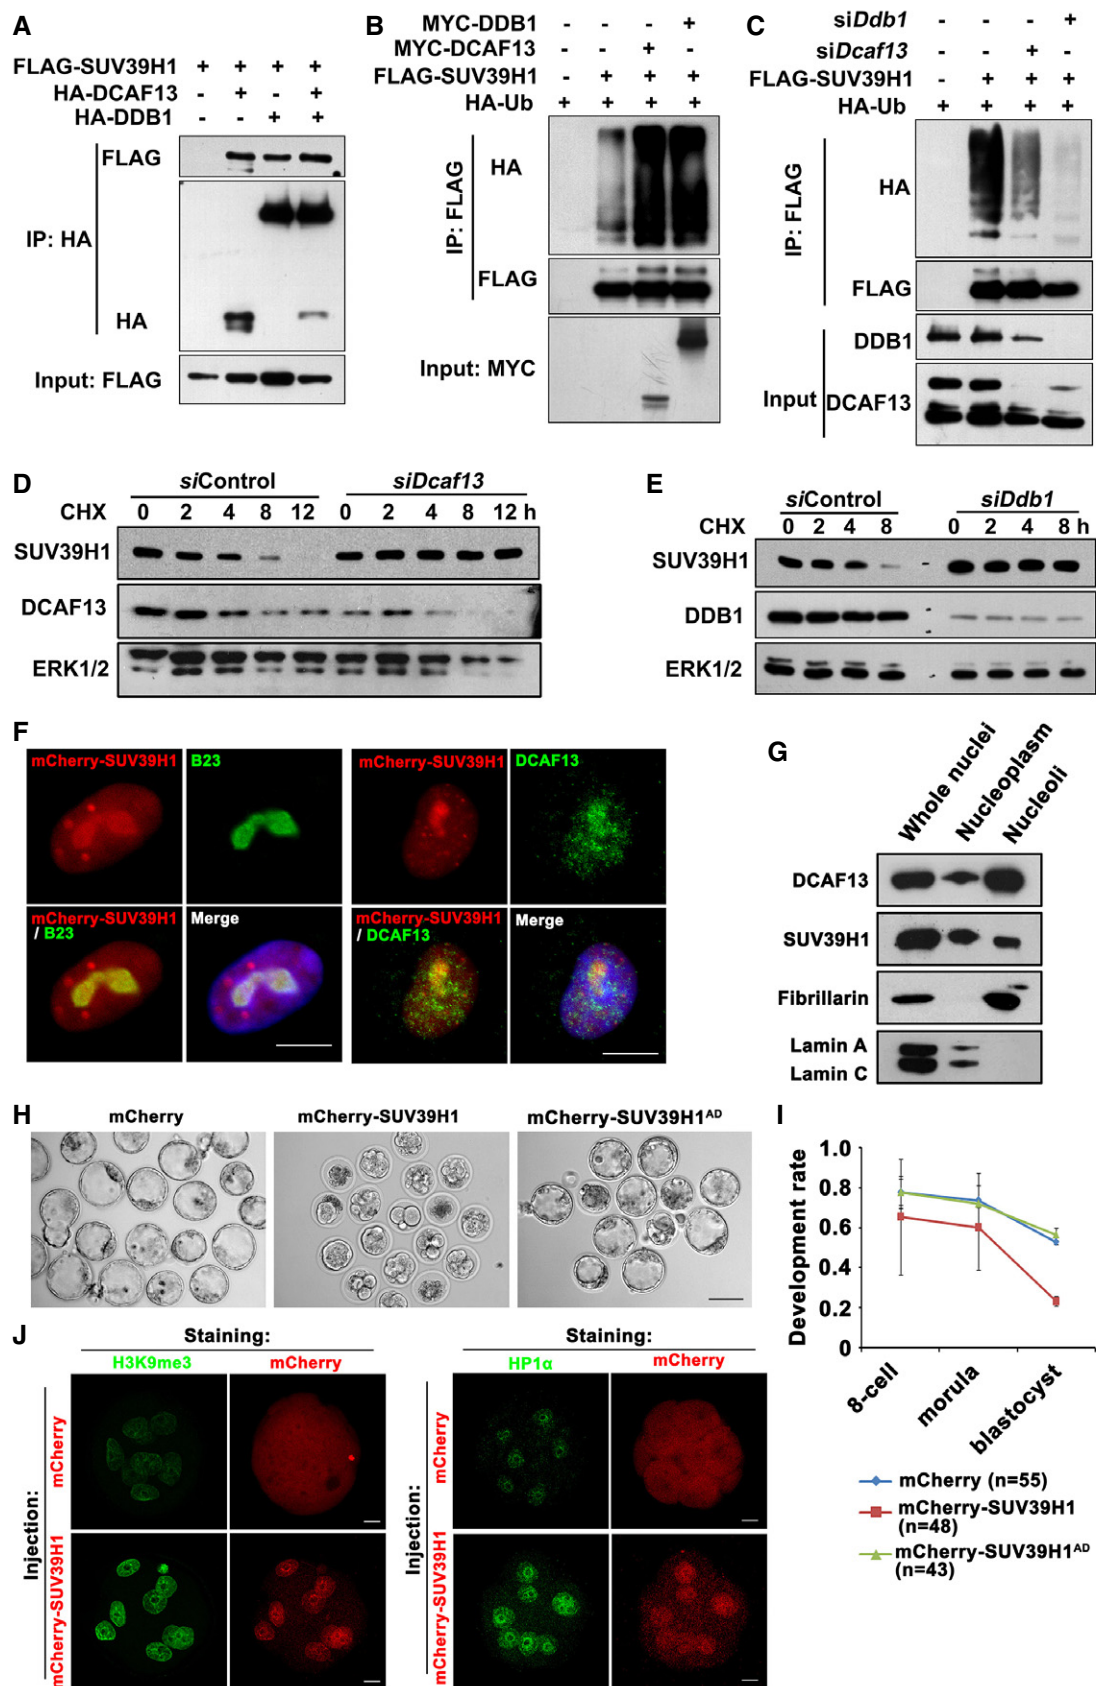 A
FLAG-SUV39H1 + + + +
HA-DCAF13 - + - +
HA-DDB1 - - + +
IP: HA
FLAG
HA
Input: FLAG
B
MYC-DDB1 - - - +
MYC-DCAF13 - - + -
FLAG-SUV39H1 - + + +
HA-Ub + + + +
IP: FLAG
HA
FLAG
Input: MYC
C
siDdb1 - - - +
siDcaf13 - - + -
FLAG-SUV39H1 - + + +
HA-Ub + + + +
IP: FLAG
HA
FLAG
Input
DDB1
DCAF13
D
siControl siDcaf13
CHX 0 2 4 8 12 0 2 4 8 12 h
SUV39H1
DCAF13
ERK1/2
E
siControl siDdb1
CHX 0 2 4 8 0 2 4 8 h
SUV39H1
DDB1
ERK1/2
F
mCherry-SUV39H1
B23
mCherry-SUV39H1
/ B23
Merge
mCherry-SUV39H1
DCAF13
mCherry-SUV39H1
/ DCAF13
Merge
G
Whole nuclei
Nucleoplasm
Nucleoli
DCAF13
SUV39H1
Fibrillarin
Lamin A
Lamin C
H
mCherry
mCherry-SUV39H1
mCherry-SUV39H1AD
I
Development rate
1.0
0.8
0.6
0.4
0.2
0
8-cell
morula
blastocyst
mCherry (n=55)
mCherry-SUV39H1
(n=48)
mCherry-SUV39H1AD
(n=43)
J
Staining:
H3K9me3 mCherry
Injection:
mCherry
mCherry-SUV39H1
Staining:
HP1α mCherry
Injection:
mCherry
mCherry-SUV39H1